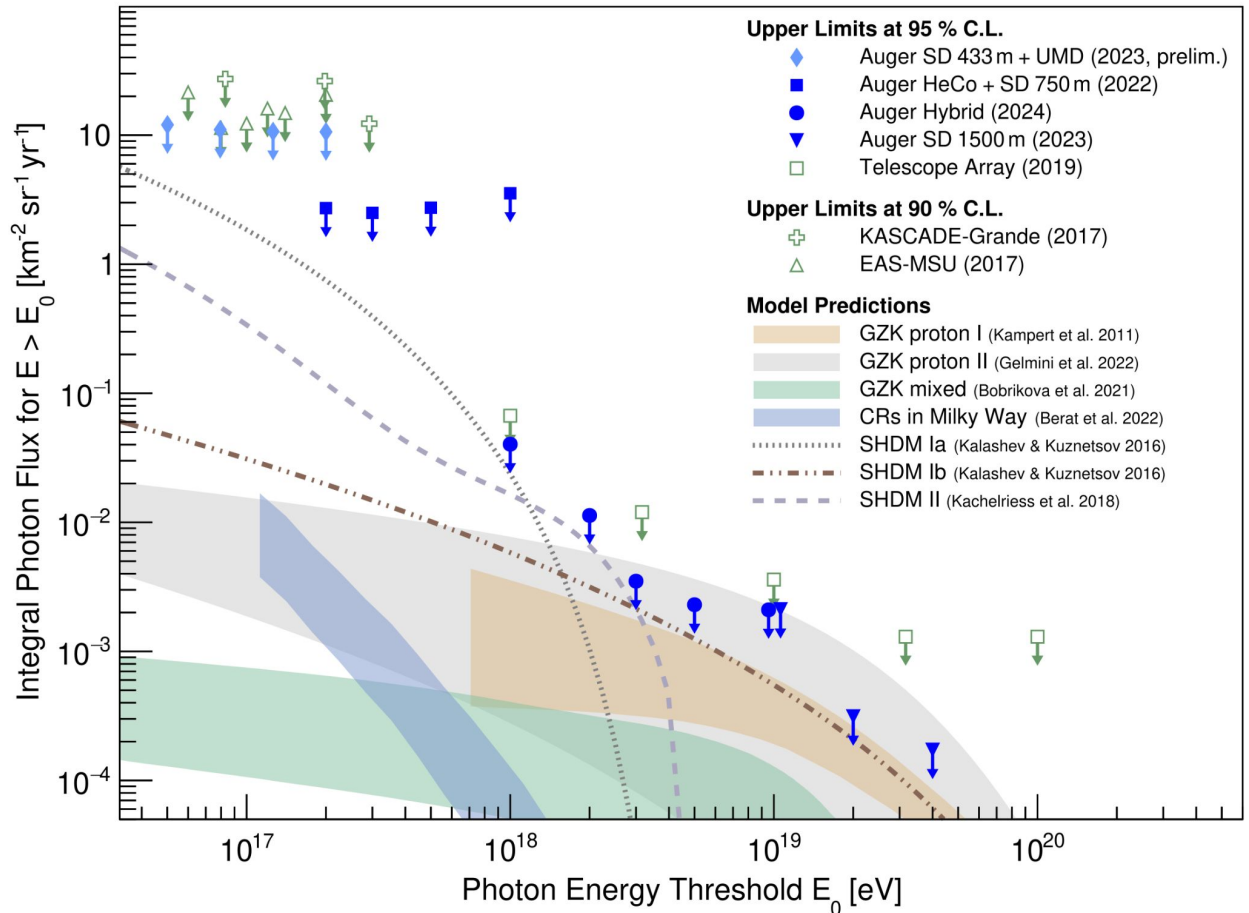 Integral Photon Flux for E > E₀ [km⁻² sr⁻¹ yr⁻¹]
10
1
10⁻¹
10⁻²
10⁻³
10⁻⁴
Upper Limits at 95 % C.L.
Auger SD 433 m + UMD (2023, prelim.)
Auger HeCo + SD 750 m (2022)
Auger Hybrid (2024)
Auger SD 1500 m (2023)
Telescope Array (2019)
Upper Limits at 90 % C.L.
KASCADE-Grande (2017)
EAS-MSU (2017)
Model Predictions
GZK proton I (Kampert et al. 2011)
GZK proton II (Gelmini et al. 2022)
GZK mixed (Bobrikova et al. 2021)
CRs in Milky Way (Berat et al. 2022)
SHDM Ia (Kalashev & Kuznetsov 2016)
SHDM Ib (Kalashev & Kuznetsov 2016)
SHDM II (Kachelriess et al. 2018)
10¹⁷ 10¹⁸ 10¹⁹ 10²⁰
Photon Energy Threshold E₀ [eV]